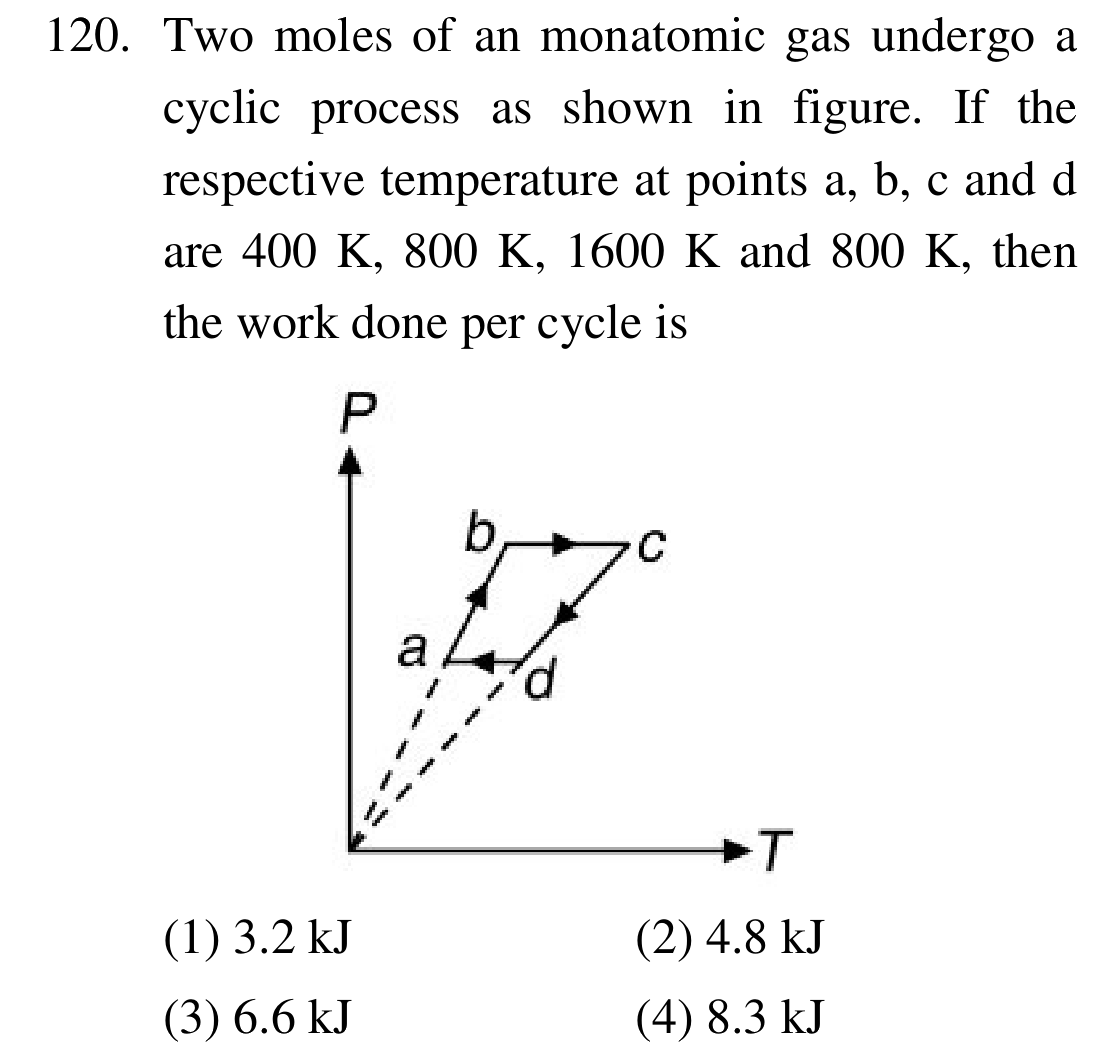 120. Two moles of an monatomic gas undergo a
cyclic process as shown in figure. If the
respective temperature at points a, b, c and d
are 400 K, 800 K, 1600 K and 800 K, then
the work done per cycle is
P
b
c
a
d
T
(1) 3.2 kJ (2) 4.8 kJ
(3) 6.6 kJ (4) 8.3 kJ